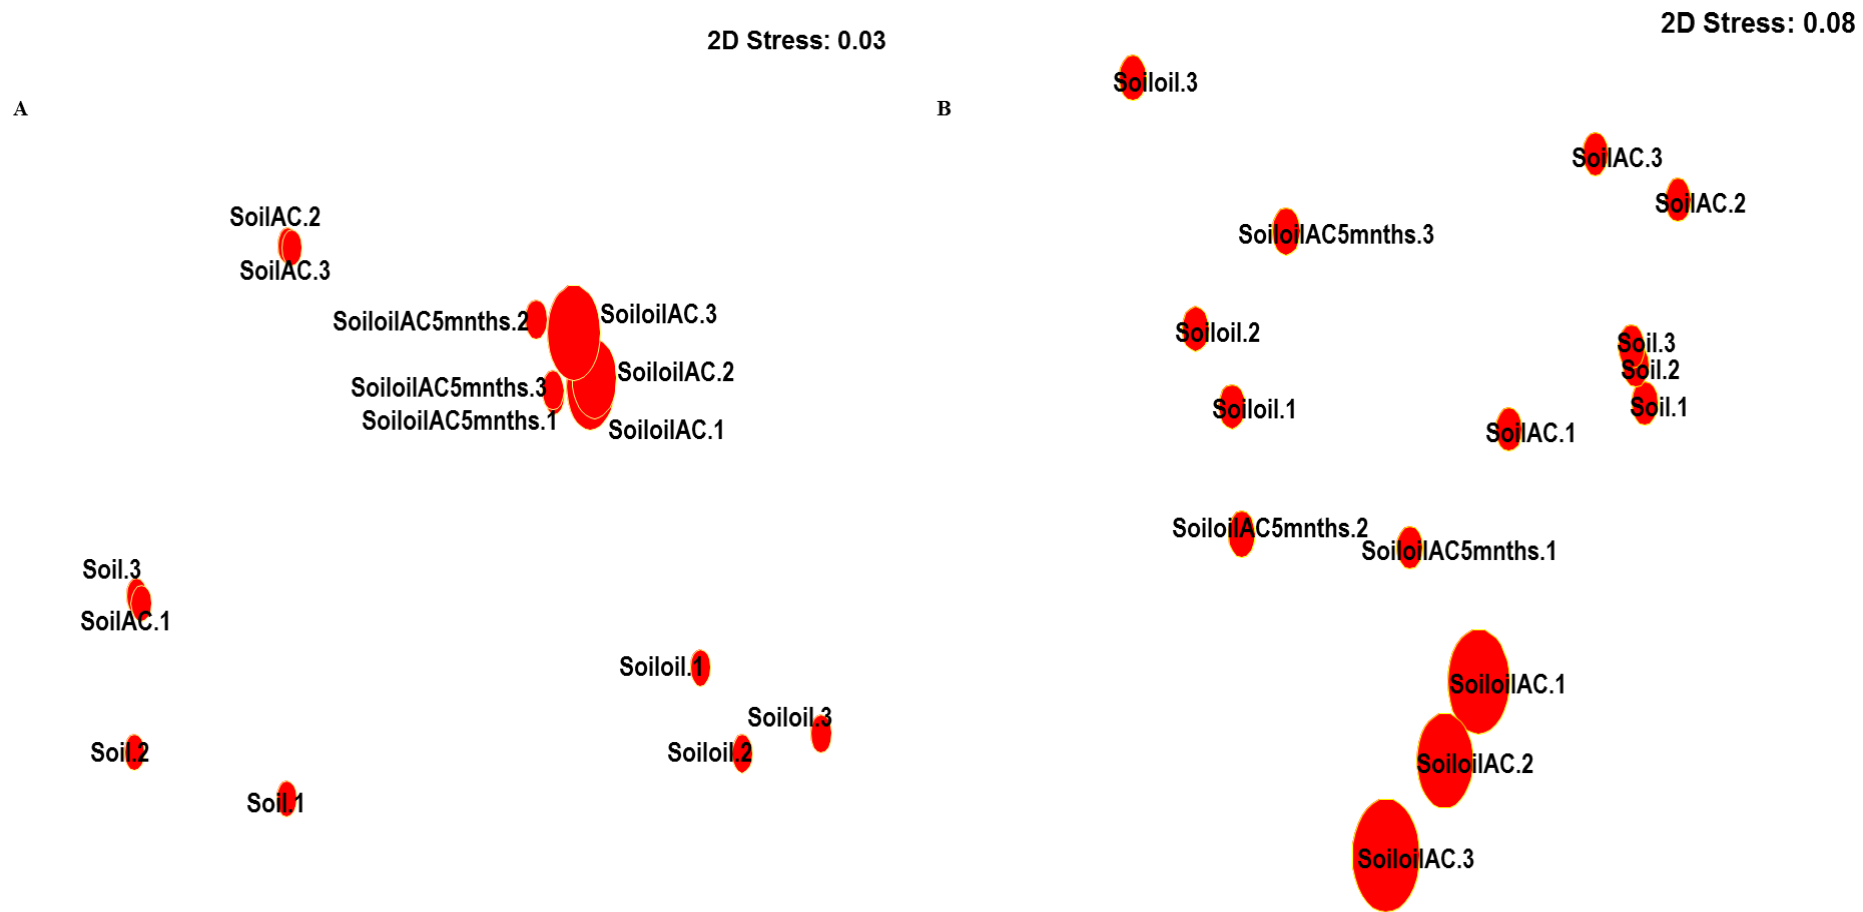 2D Stress: 0.03
A
SoilAC.2
SoilAC.3
SoiloilAC5mnths.2
SoiloilAC.3
SoiloilAC.2
SoiloilAC5mnths.3
SoiloilAC5mnths.1
SoiloilAC.1
Soil.3
SoilAC.1
Soiloil.1
Soiloil.3
Soil.2
Soiloil.2
Soil.1
2D Stress: 0.08
B
Soiloil.3
SoilAC.3
SoilAC.2
SoiloilAC5mnths.3
Soiloil.2
Soil.3
Soil.2
Soiloil.1
Soil.1
SoilAC.1
SoiloilAC5mnths.2
SoiloilAC5mnths.1
SoiloilAC.1
SoiloilAC.2
SoiloilAC.3